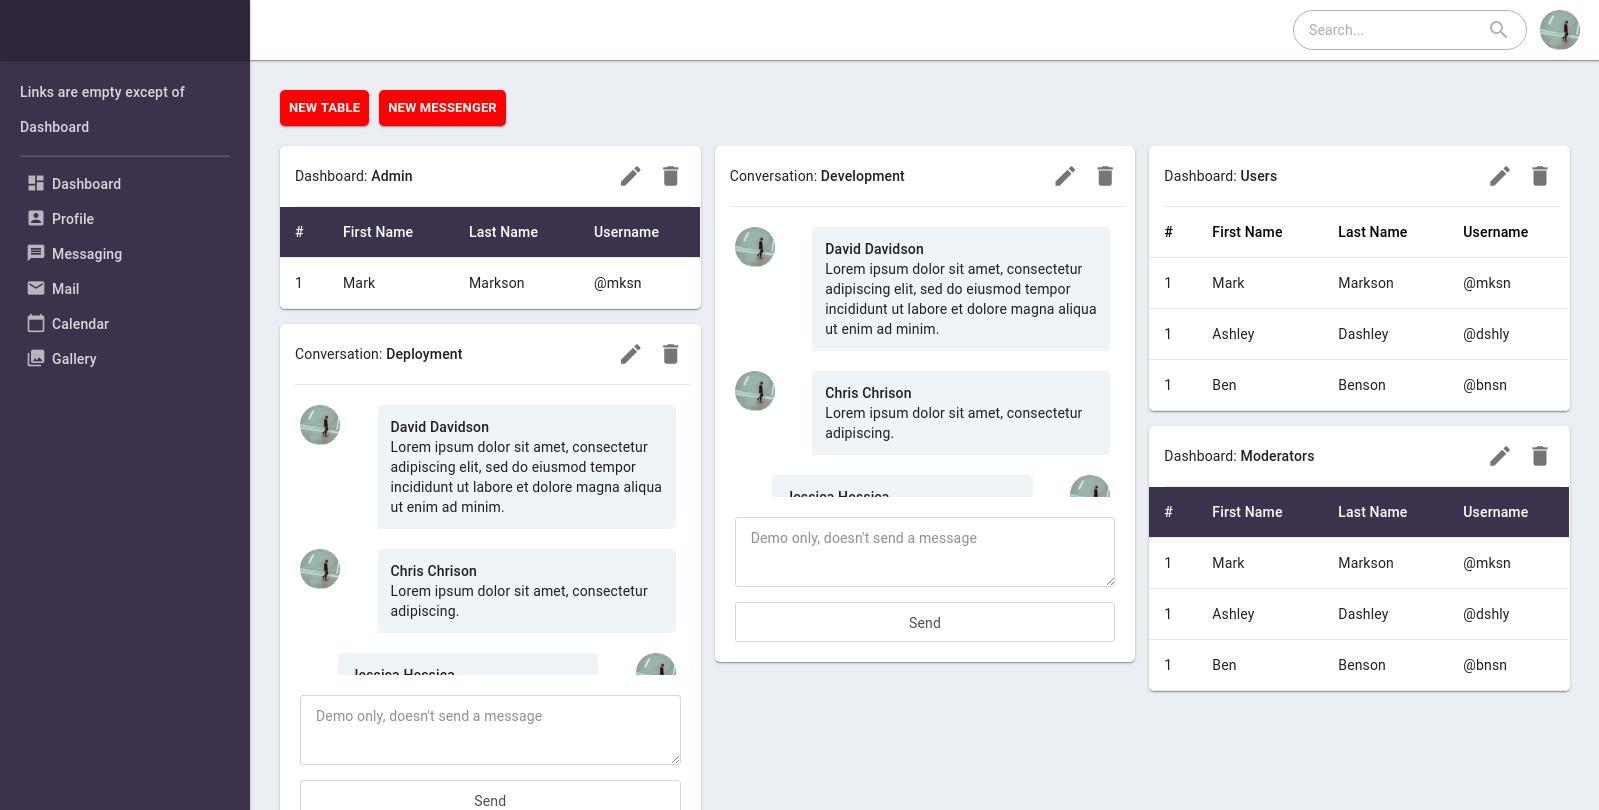 Search...
Links are empty except of
Dashboard
Dashboard
Profile
Messaging
Mail
Calendar
Gallery
NEW TABLE
NEW MESSENGER
Dashboard: Admin
# First Name Last Name Username
1 Mark Markson @mksn
Conversation: Deployment
David Davidson
Lorem ipsum dolor sit amet, consectetur
adipiscing elit, sed do eiusmod tempor
incididunt ut labore et dolore magna aliqua
ut enim ad minim.
Chris Chrison
Lorem ipsum dolor sit amet, consectetur
adipiscing.
Jessica Hessica
Demo only, doesn't send a message
Send
Conversation: Development
David Davidson
Lorem ipsum dolor sit amet, consectetur
adipiscing elit, sed do eiusmod tempor
incididunt ut labore et dolore magna aliqua
ut enim ad minim.
Chris Chrison
Lorem ipsum dolor sit amet, consectetur
adipiscing.
Jessica Hessica
Demo only, doesn't send a message
Send
Dashboard: Users
# First Name Last Name Username
1 Mark Markson @mksn
1 Ashley Dashley @dshly
1 Ben Benson @bnsn
Dashboard: Moderators
# First Name Last Name Username
1 Mark Markson @mksn
1 Ashley Dashley @dshly
1 Ben Benson @bnsn